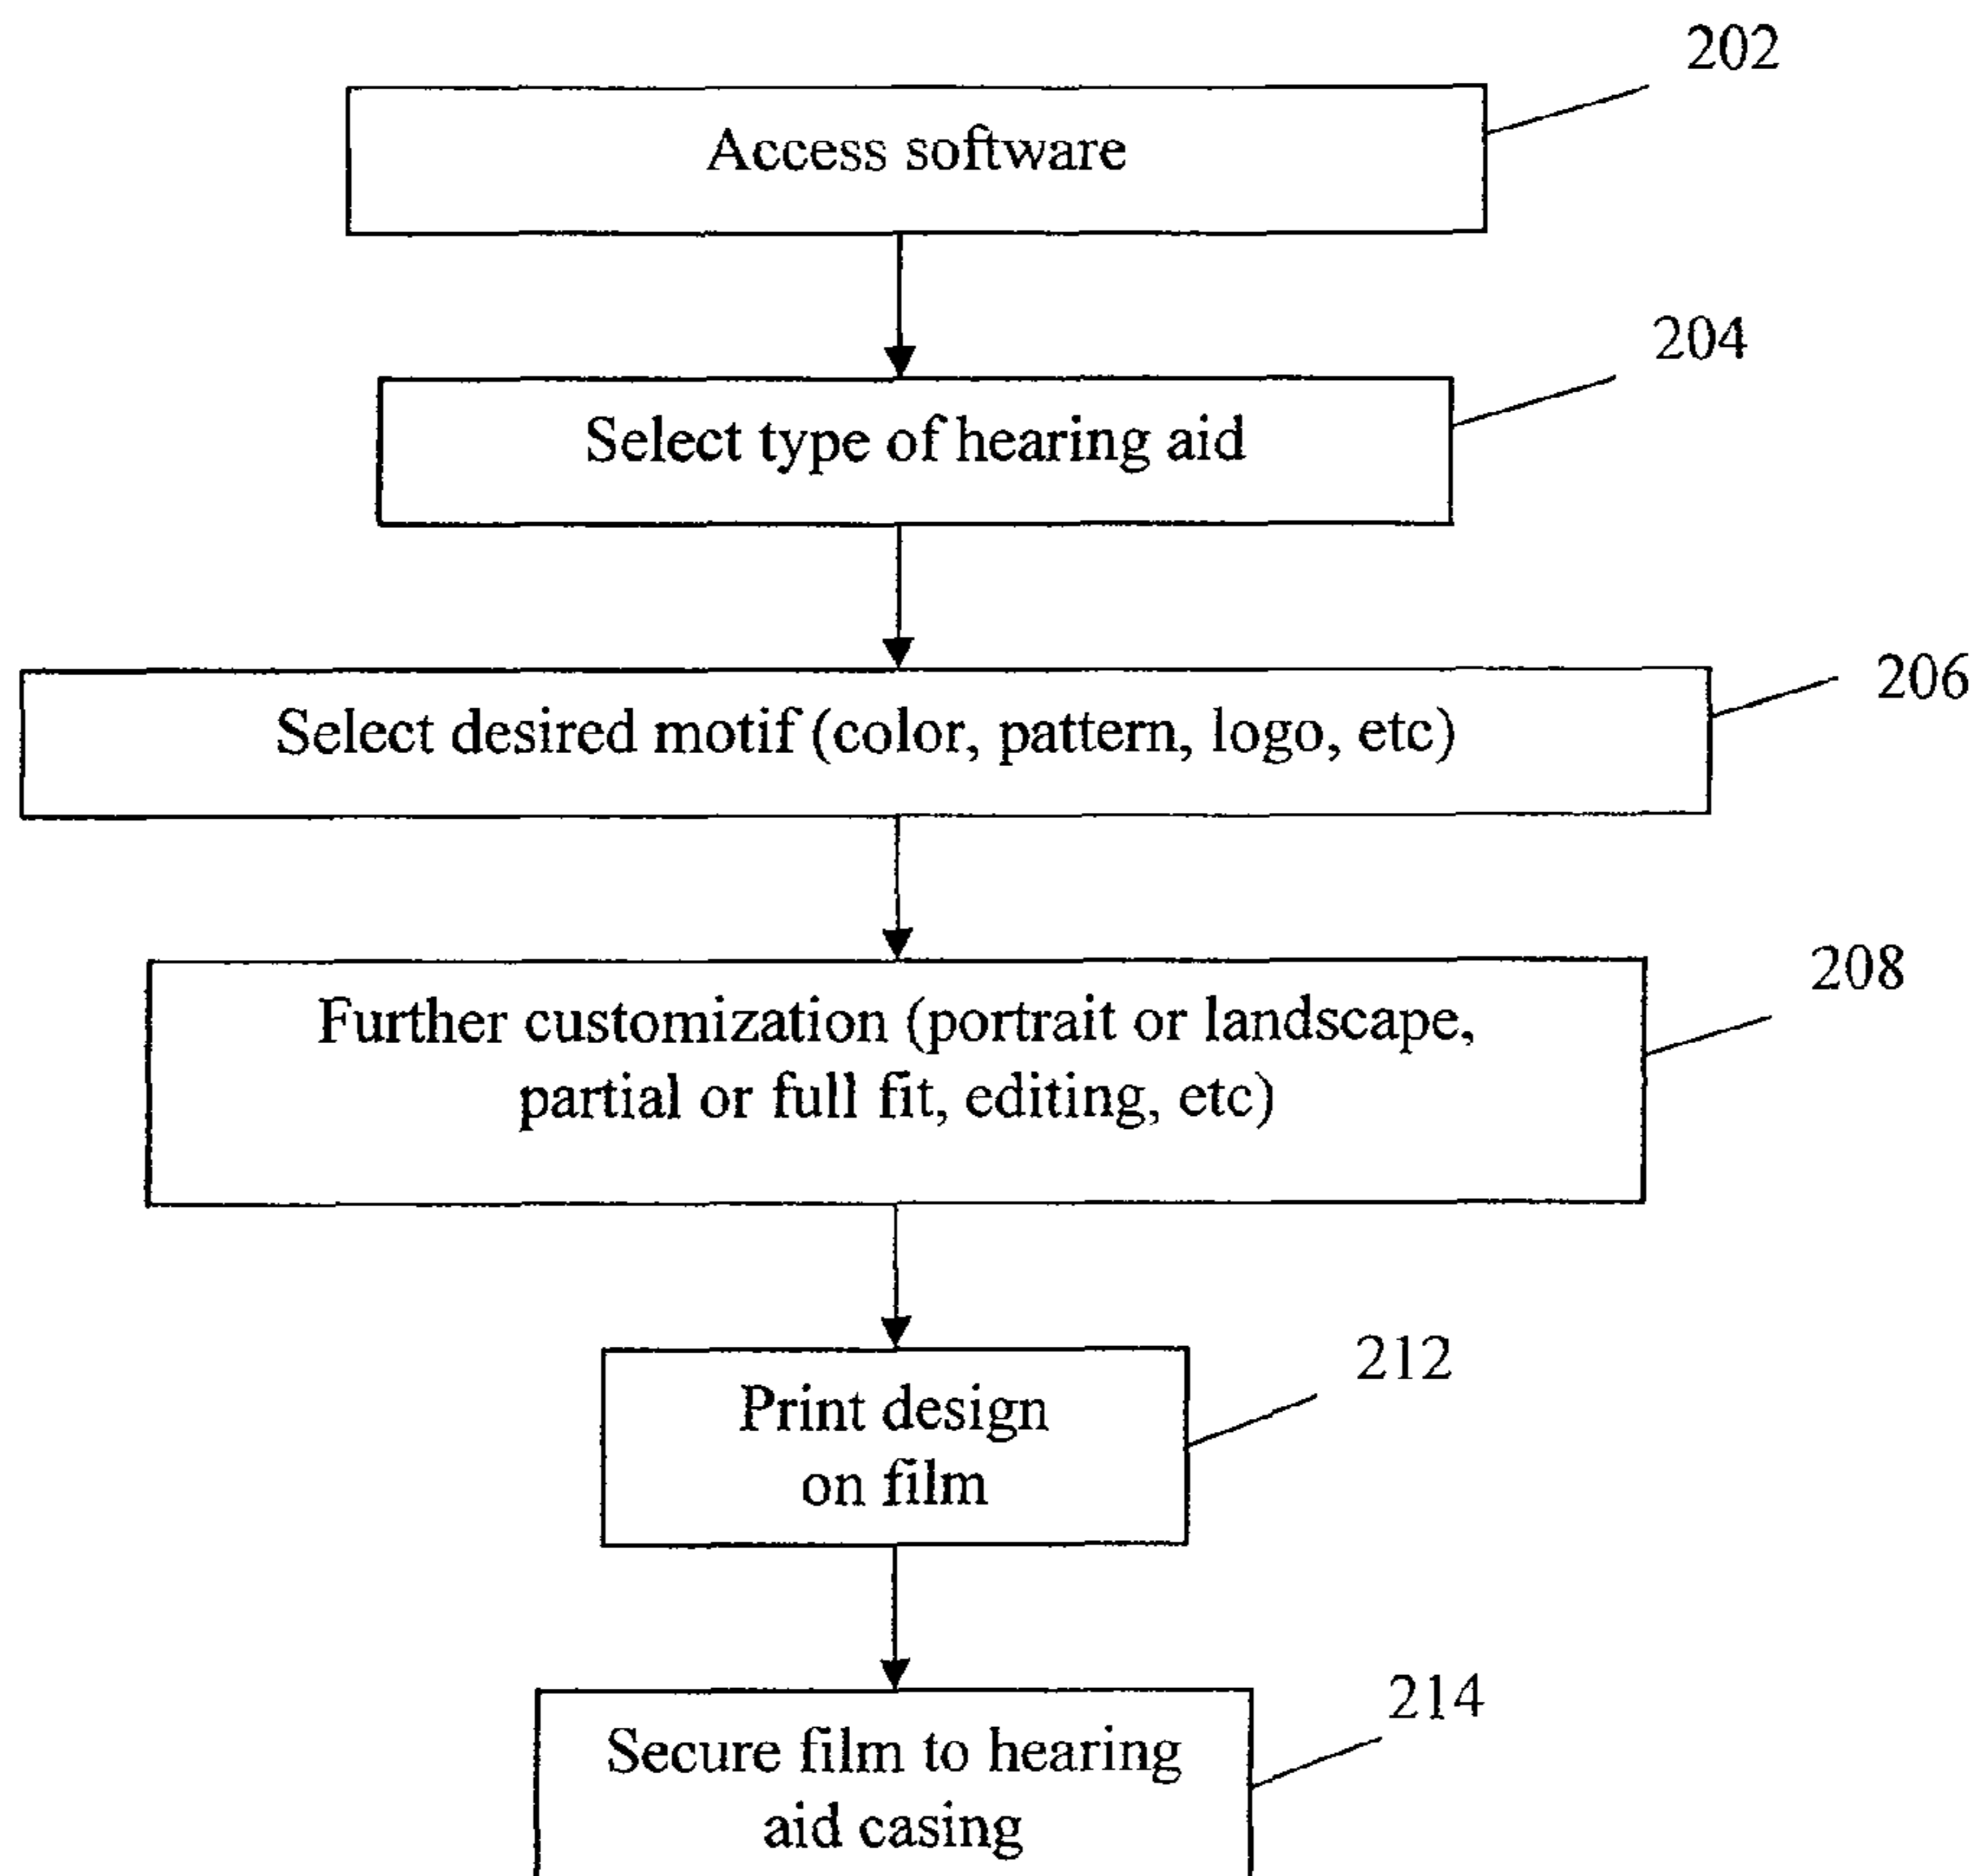 202
Access software
204
Select type of hearing aid
206
Select desired motif (color, pattern, logo, etc)
208
Further customization (portrait or landscape,
partial or full fit, editing, etc)
212
Print design
on film
214
Secure film to hearing
aid casing